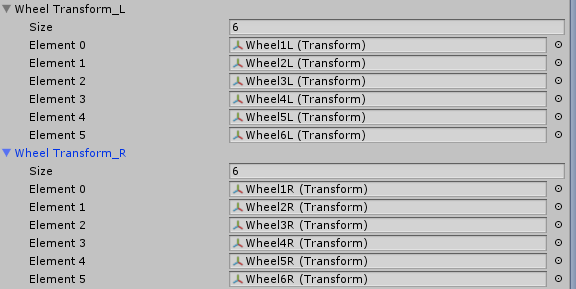 Wheel Transform_L
Size 6
Element 0 Wheel1L (Transform)
Element 1 Wheel2L (Transform)
Element 2 Wheel3L (Transform)
Element 3 Wheel4L (Transform)
Element 4 Wheel5L (Transform)
Element 5 Wheel6L (Transform)
Wheel Transform_R
Size 6
Element 0 Wheel1R (Transform)
Element 1 Wheel2R (Transform)
Element 2 Wheel3R (Transform)
Element 3 Wheel4R (Transform)
Element 4 Wheel5R (Transform)
Element 5 Wheel6R (Transform)